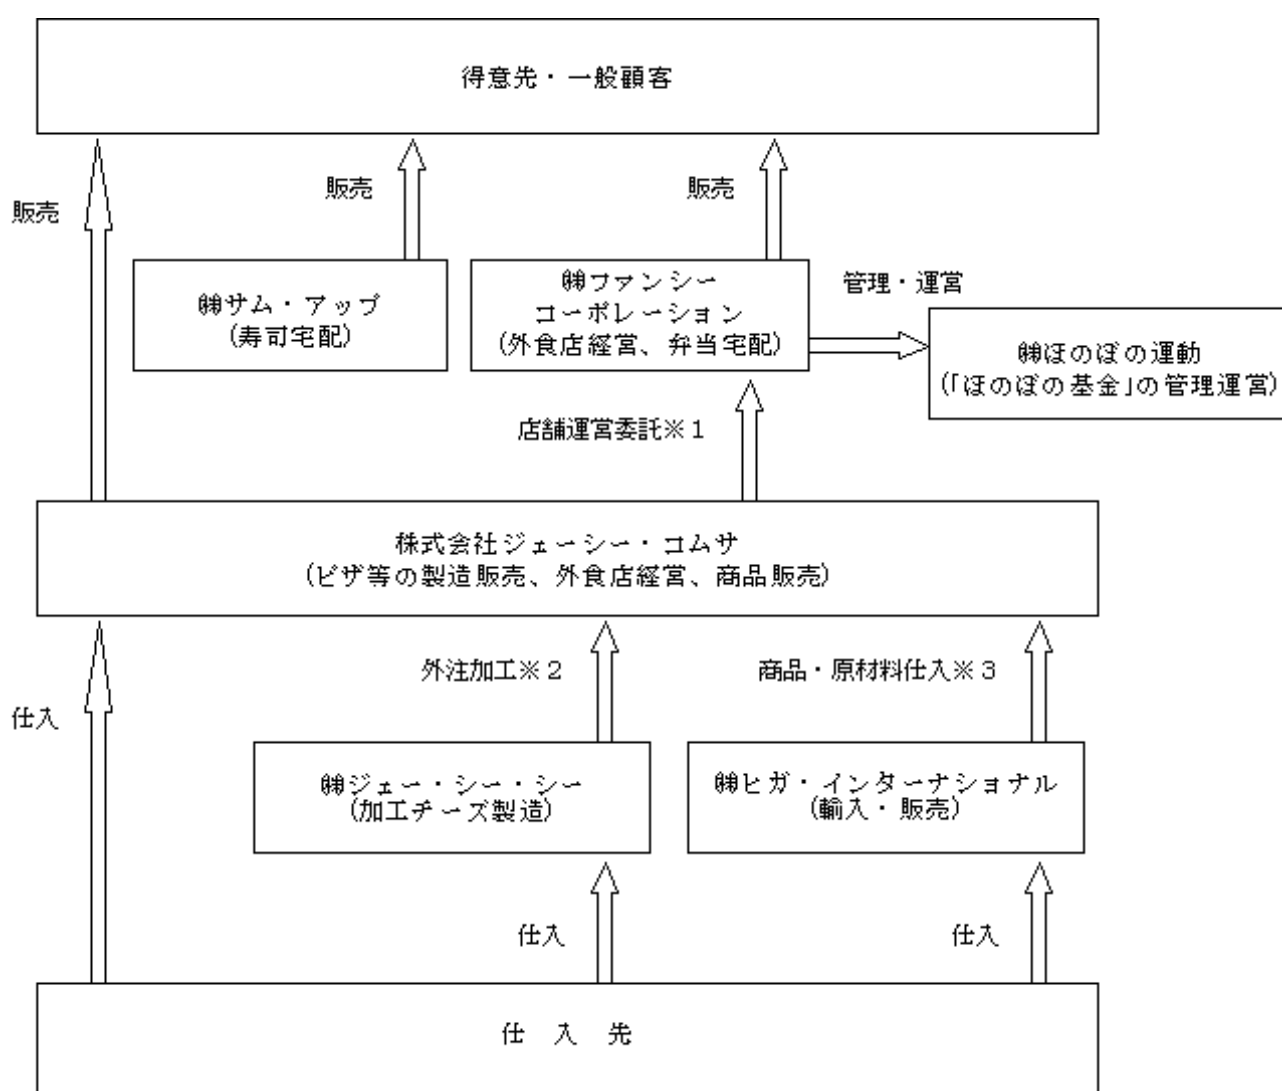 得意先・一般顧客
販売
販売
販売
㈱サム・アップ
(寿司宅配)
㈱ファンシー
コーポレーション
(外食店経営、弁当宅配)
管理・運営
㈱ほのぼの運動
(「ほのぼの基金」の管理運営)
店舗運営委託※1
株式会社ジェーシー・コムサ
(ピザ等の製造販売、外食店経営、商品販売)
外注加工※2
商品・原材料仕入※3
仕入
㈱ジェー・シー・シー
(加工チーズ製造)
㈱ヒガ・インターナショナル
(輸入・販売)
仕入
仕入
仕 入 先